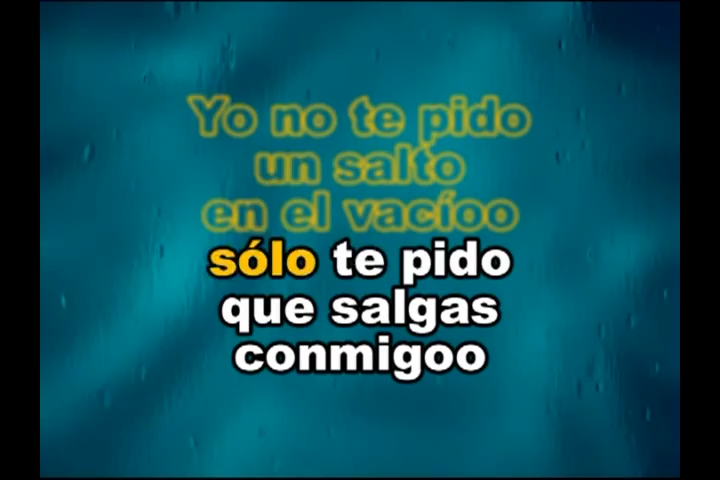 Yo no te pido
un salto
en el vacíoo
sólo te pido
que salgas
conmigoo